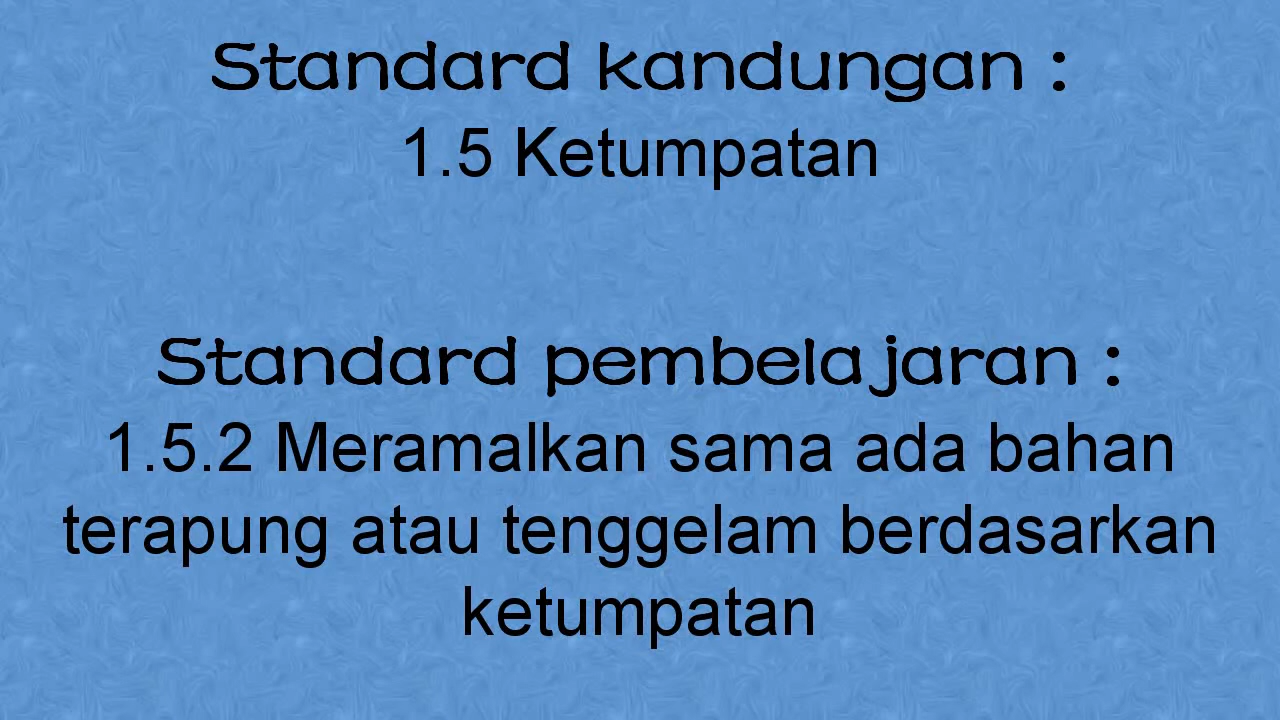 Standard kandungan :
1.5 Ketumpatan
Standard pembelajaran :
1.5.2 Meramalkan sama ada bahan
terapung atau tenggelam berdasarkan
ketumpatan